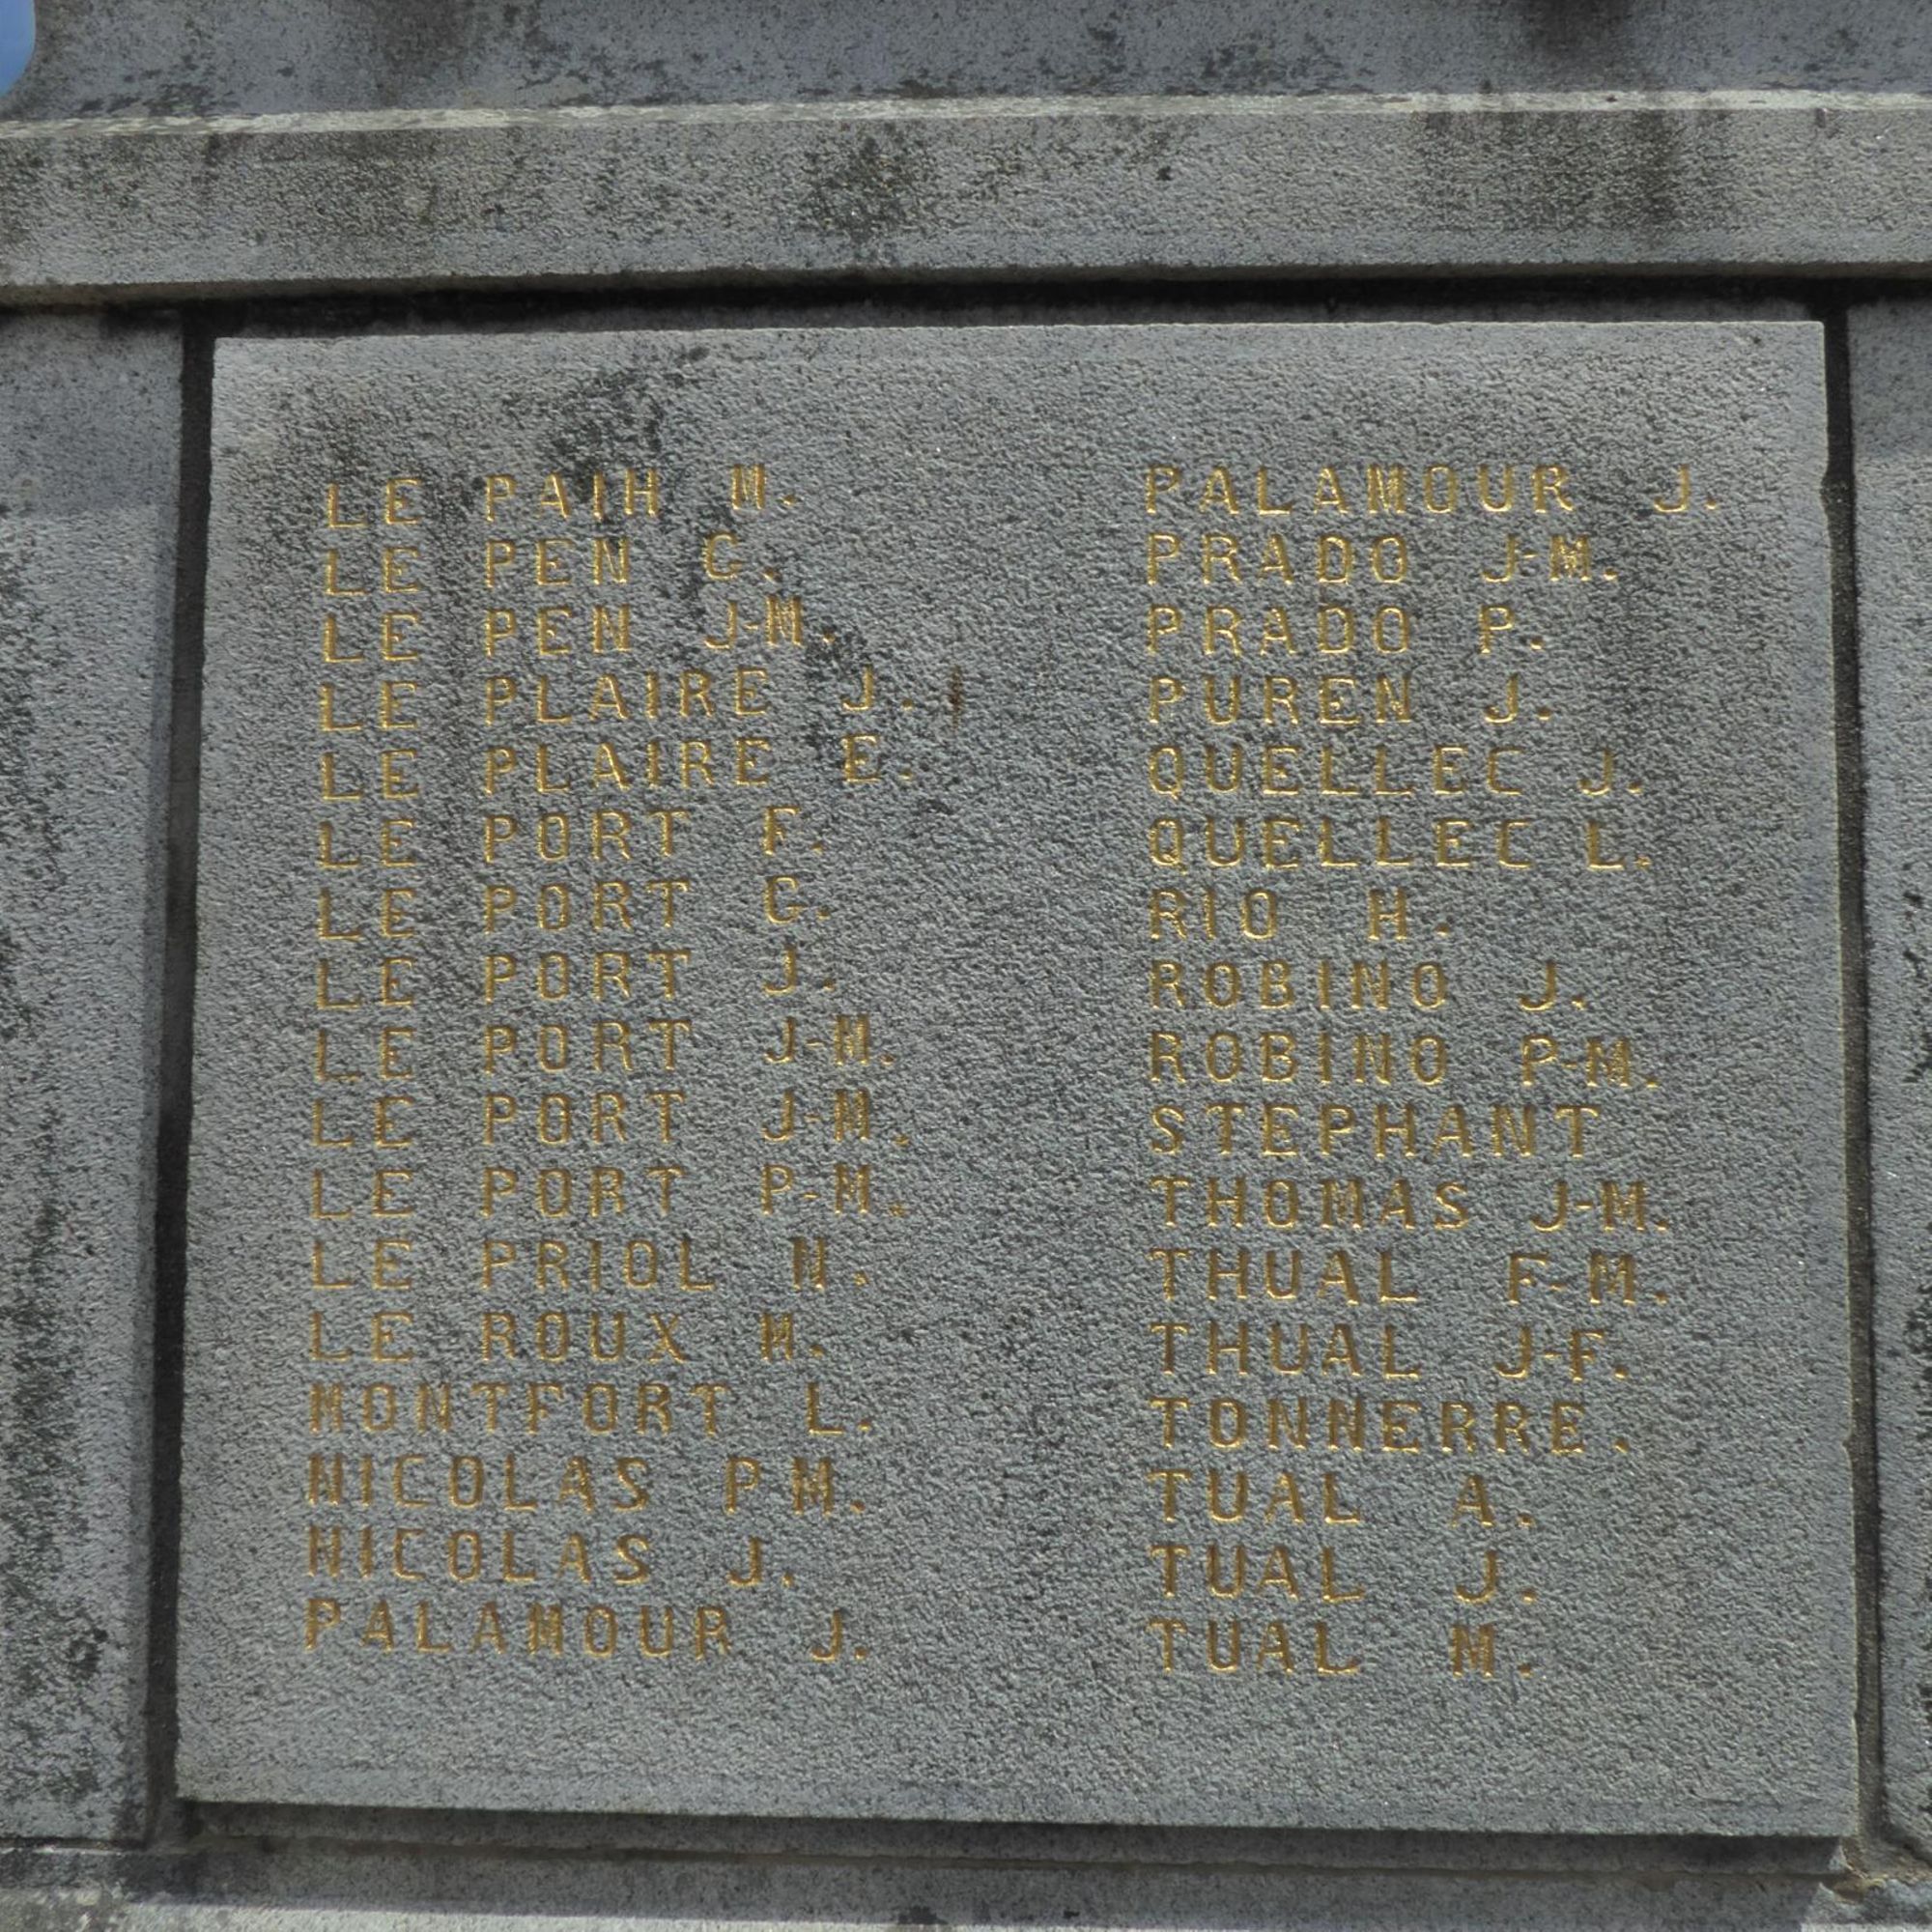 LE PAIH M.
LE PEN G.
LE PEN J-M.
LE PLAIRE J.
LE PLAIRE E.
LE PORT F.
LE PORT G.
LE PORT J.
LE PORT J-M.
LE PORT J-M.
LE PORT P-M.
LE PRIOL N.
LE ROUX M.
MONTFORT L.
NICOLAS P M.
NICOLAS J.
PALAMOUR J.
PALAMOUR J.
PRADO J-M.
PRADO P.
PUREN J.
QUELLEC J.
QUELLEC L.
RIO H.
ROBINO J.
ROBINO P-M.
STEPHANT
THOMAS J-M.
THUAL F-M.
THUAL J-F.
TONNERRE.
TUAL A.
TUAL J.
TUAL M.